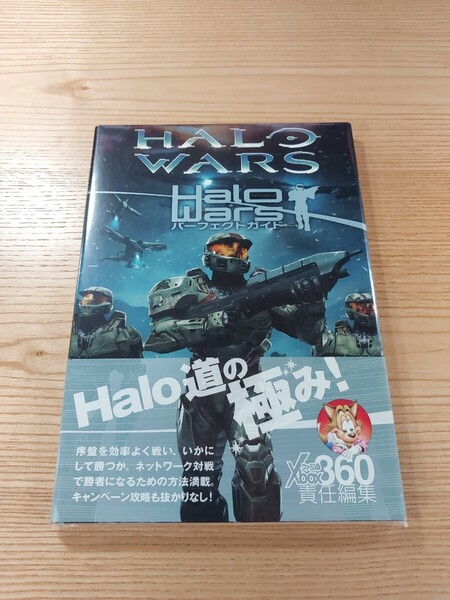 HALO
WARS
Halo
Wars
パーフェクトガイド
Halo道の
極み!
序盤を効率よく戦い、いかに
して勝つか。ネットワーク対戦
で勝者になるための方法満載。
キャンペーン攻略も抜かりなし!
ファミ通
Xbox360
責任編集